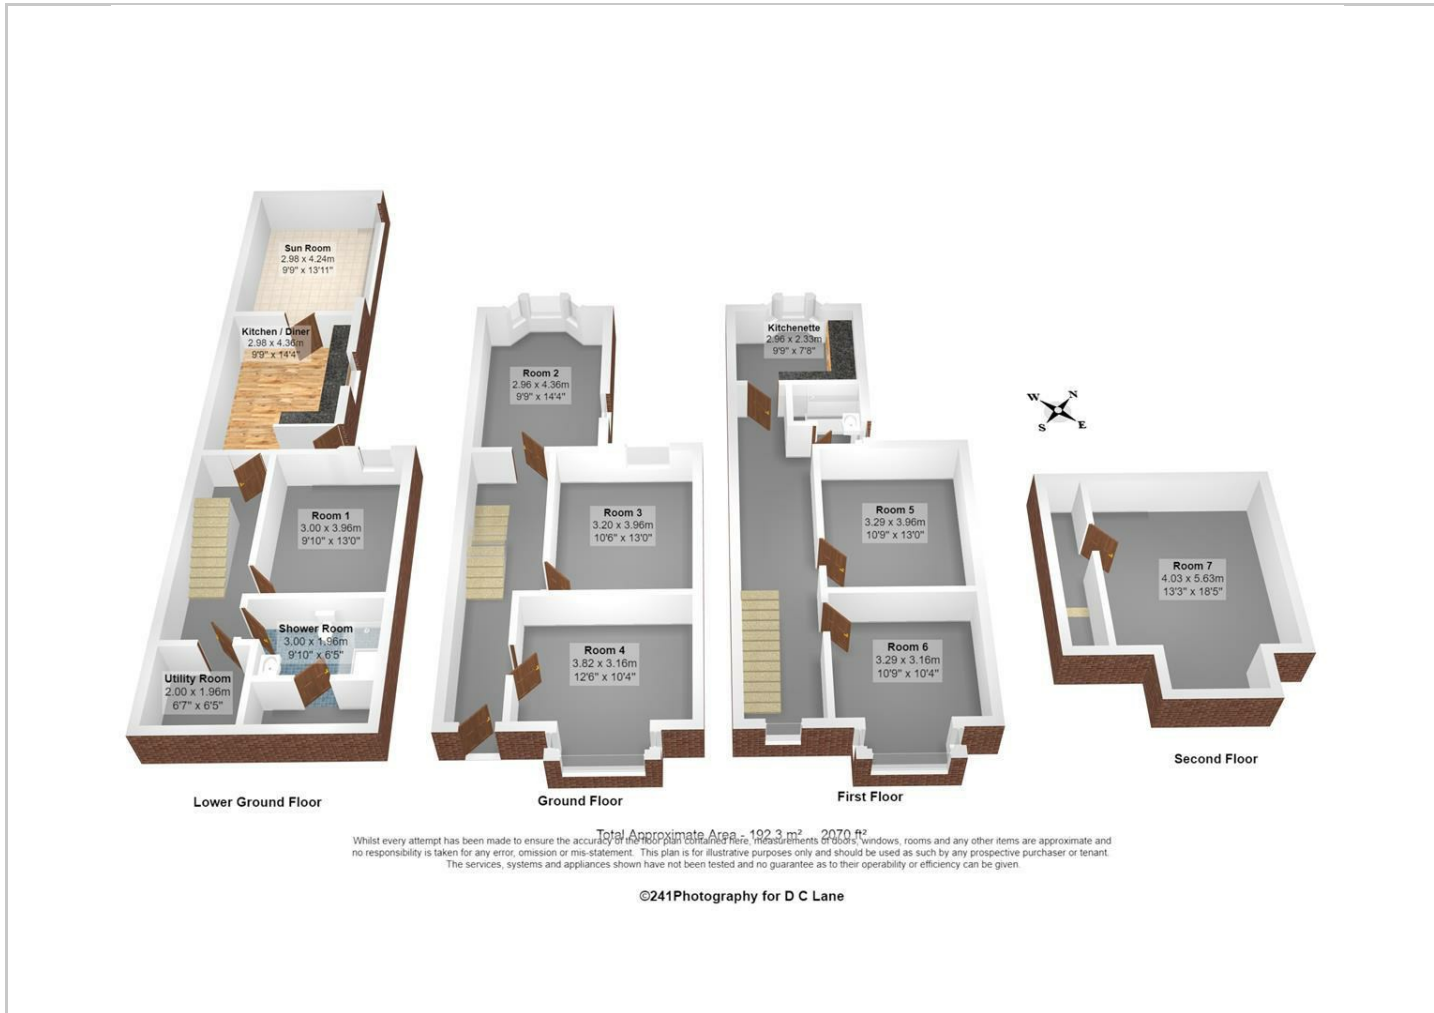 Sun Room
2.98 x 4.24m
9'9" x 13'11"
Kitchen / Diner
2.98 x 4.36m
9'9" x 14'4"
Room 1
3.00 x 3.96m
9'10" x 13'0"
Shower Room
3.00 x 1.96m
9'10" x 6'5"
Utility Room
2.00 x 1.96m
6'7" x 6'5"
Lower Ground Floor
Room 2
2.96 x 4.36m
9'9" x 14'4"
Room 3
3.20 x 3.96m
10'6" x 13'0"
Room 4
3.82 x 3.16m
12'6" x 10'4"
Ground Floor
Kitchenette
2.96 x 2.33m
9'9" x 7'8"
Room 5
3.29 x 3.96m
10'9" x 13'0"
Room 6
3.29 x 3.16m
10'9" x 10'4"
First Floor
W N
S E
Room 7
4.03 x 5.63m
13'3" x 18'5"
Second Floor
Total Approximate Area - 192.3 m² 2070 ft²
Whilst every attempt has been made to ensure the accuracy of the floor plan contained here, measurements of doors, windows, rooms and any other items are approximate and
no responsibility is taken for any error, omission or mis-statement. This plan is for illustrative purposes only and should be used as such by any prospective purchaser or tenant.
The services, systems and appliances shown have not been tested and no guarantee as to their operability or efficiency can be given.
©241Photography for D C Lane